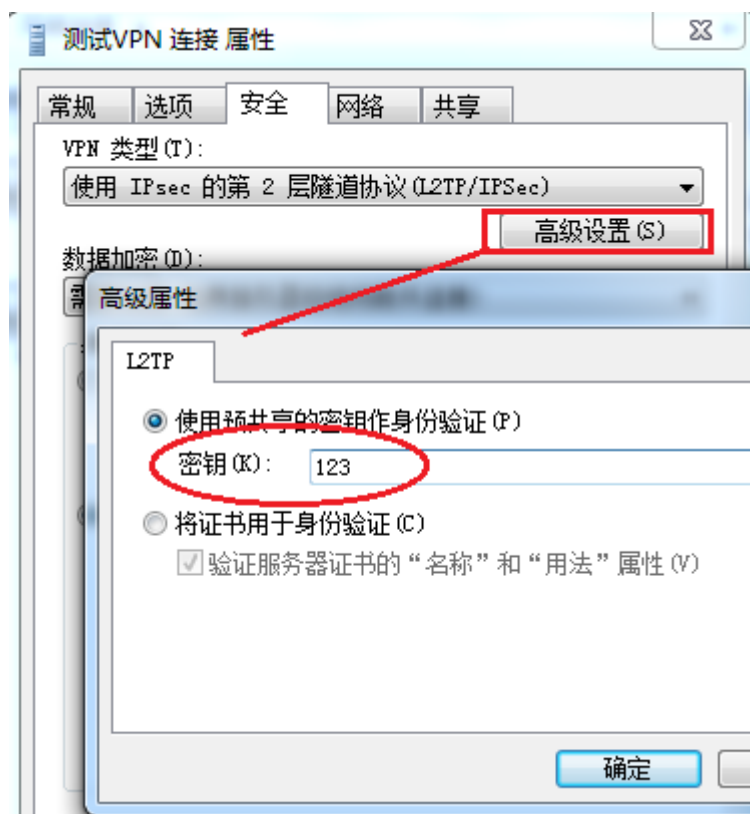 测试VPN 连接 属性
常规 选项 安全 网络 共享
VPN 类型(T):
使用 IPsec 的第 2 层隧道协议(L2TP/IPSec)
高级设置(S)
数据加密(D):
高级属性
L2TP
使用预共享的密钥作身份验证(P)
密钥(K): 123
将证书用于身份验证(C)
验证服务器证书的“名称”和“用法”属性(V)
确定